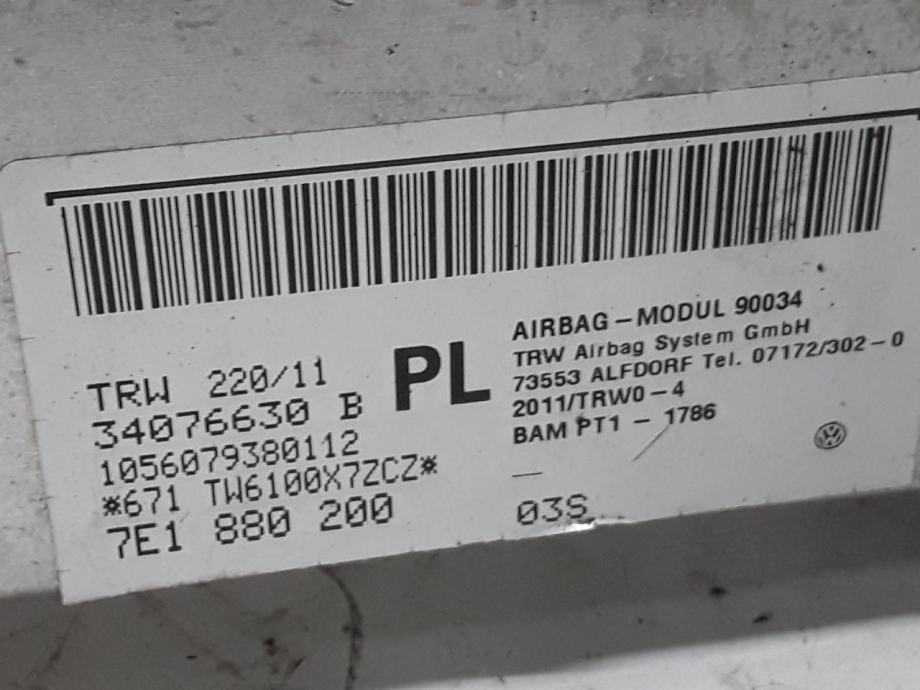 TRW 220/11
34076630 B
1056079380112
*671 TW6100X7ZCZ*
7E1 880 200
PL
AIRBAG – MODUL 90034
TRW Airbag System GmbH
73553 ALFDORF Tel. 07172/302 – 0
2011/TRW0 – 4
BAM PT1 – 1786
—
03S